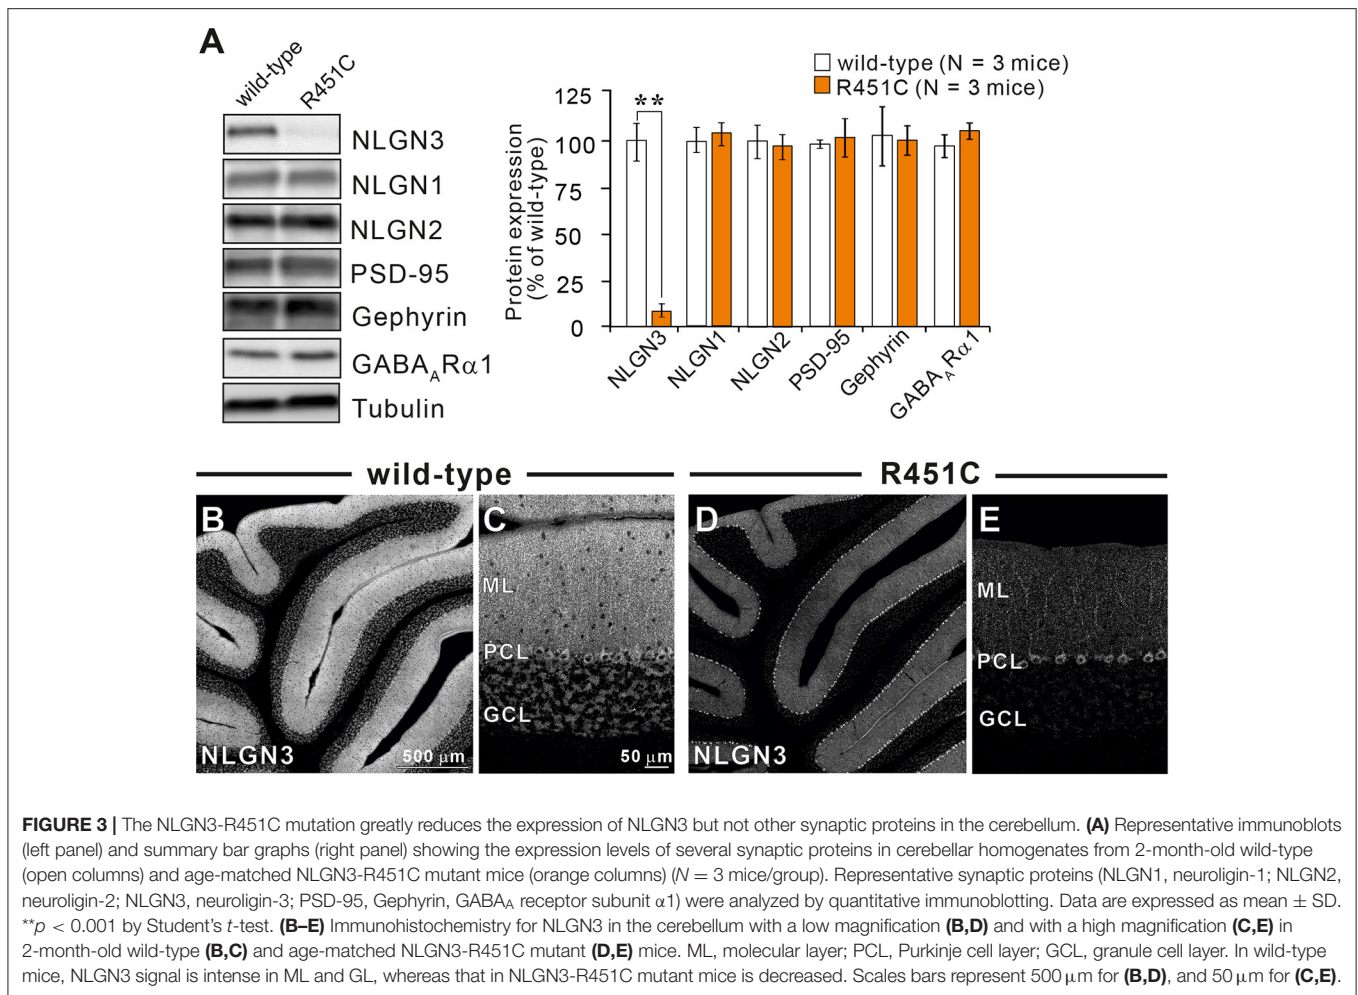 A
wild-type
R451C
NLGN3
NLGN1
NLGN2
PSD-95
Gephyrin
GABA_ARα1
Tubulin
wild-type (N = 3 mice)
R451C (N = 3 mice)
Protein expression
(% of wild-type)
125
100
75
50
25
0
**
NLGN3
NLGN1
NLGN2
PSD-95
Gephyrin
GABA_ARα1
wild-type
R451C
B
NLGN3
500 µm
C
ML
PCL
GCL
50 µm
D
NLGN3
E
ML
PCL
GCL
FIGURE 3 | The NLGN3-R451C mutation greatly reduces the expression of NLGN3 but not other synaptic proteins in the cerebellum. (A) Representative immunoblots
(left panel) and summary bar graphs (right panel) showing the expression levels of several synaptic proteins in cerebellar homogenates from 2-month-old wild-type
(open columns) and age-matched NLGN3-R451C mutant mice (orange columns) (N = 3 mice/group). Representative synaptic proteins (NLGN1, neuroligin-1; NLGN2,
neuroligin-2; NLGN3, neuroligin-3; PSD-95, Gephyrin, GABA_A receptor subunit α1) were analyzed by quantitative immunoblotting. Data are expressed as mean ± SD.
**p < 0.001 by Student's t-test. (B–E) Immunohistochemistry for NLGN3 in the cerebellum with a low magnification (B,D) and with a high magnification (C,E) in
2-month-old wild-type (B,C) and age-matched NLGN3-R451C mutant (D,E) mice. ML, molecular layer; PCL, Purkinje cell layer; GCL, granule cell layer. In wild-type
mice, NLGN3 signal is intense in ML and GL, whereas that in NLGN3-R451C mutant mice is decreased. Scales bars represent 500 µm for (B,D), and 50 µm for (C,E).